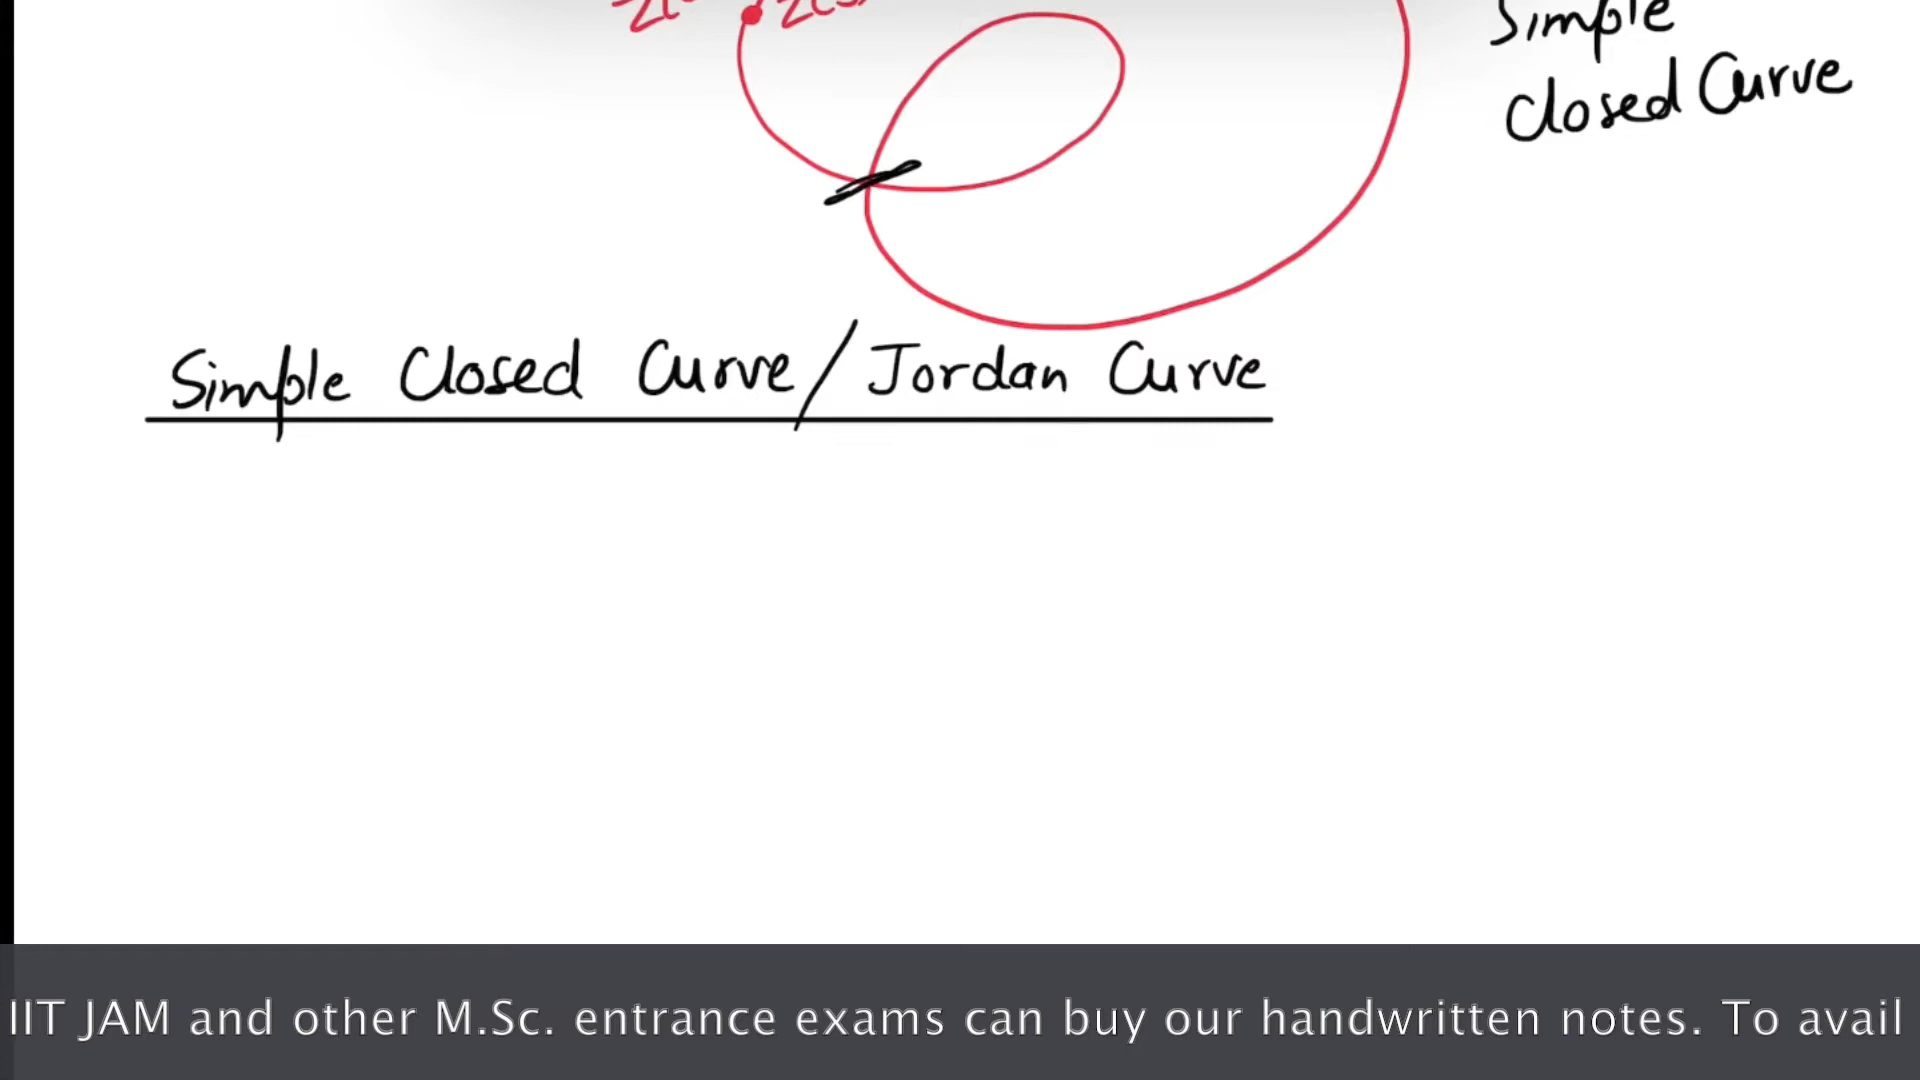 Simple
Closed Curve
Simple Closed Curve/Jordan Curve
IIT JAM and other M.Sc. entrance exams can buy our handwritten notes. To avail